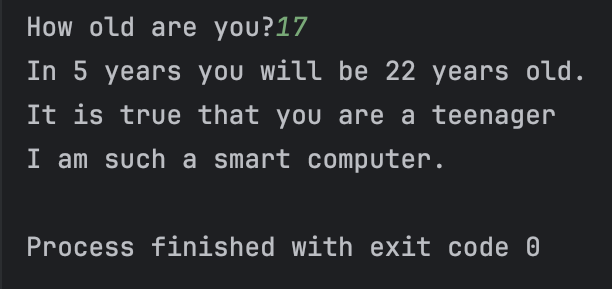 How old are you?17
In 5 years you will be 22 years old.
It is true that you are a teenager
I am such a smart computer.
Process finished with exit code 0